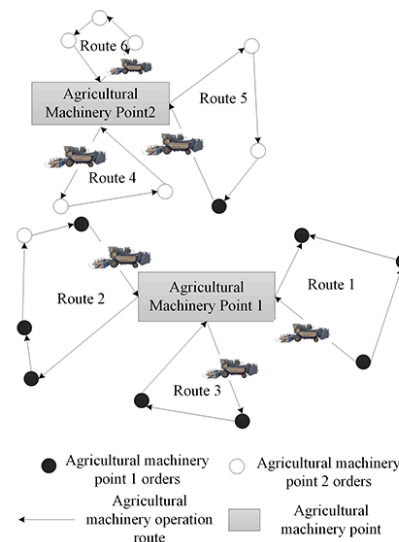 Route 6
Agricultural
Machinery Point2
Route 5
Route 4
Agricultural
Machinery Point 1
Route 1
Route 2
Route 3
Agricultural machinery
point 1 orders
Agricultural machinery
point 2 orders
Agricultural
machinery operation
route
Agricultural
machinery point